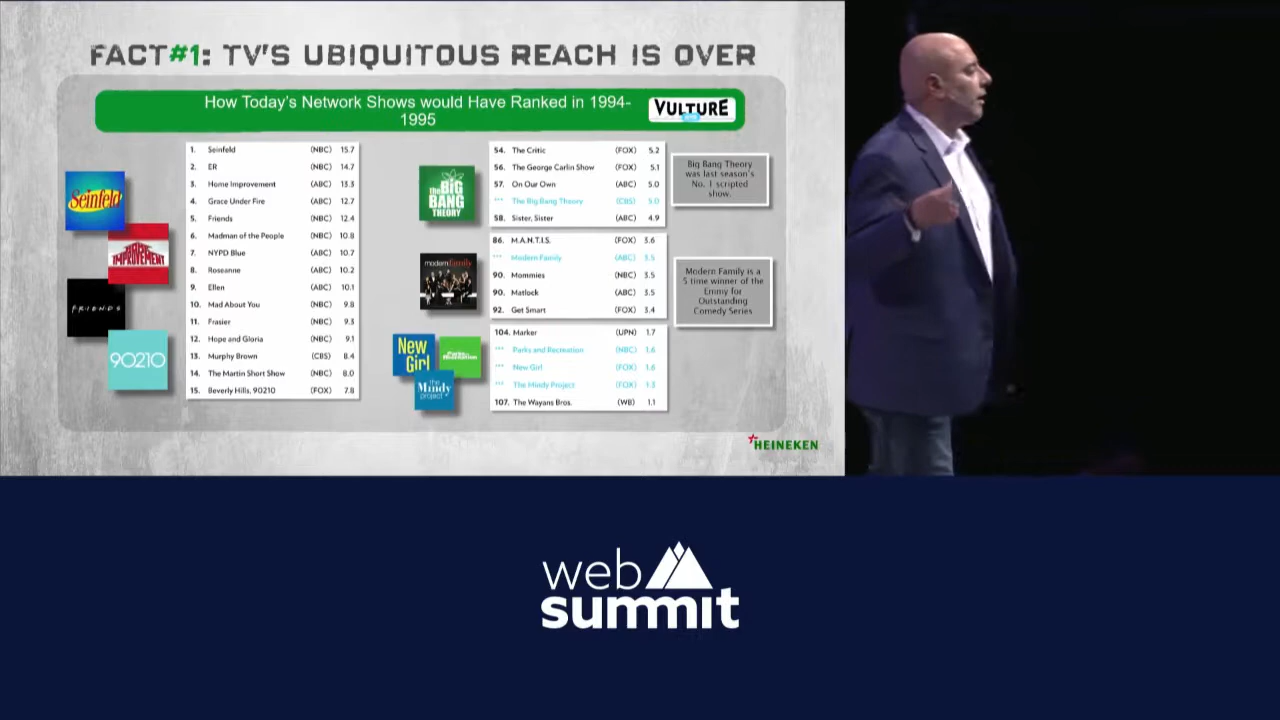 FACT#1: TV'S UBIQUITOUS REACH IS OVER
How Today's Network Shows would Have Ranked in 1994-
1995
VULTURE
Seinfeld
HOME
IMPROVEMENT
FRIENDS
90210
1. Seinfeld (NBC) 15.7
2. ER (NBC) 14.7
3. Home Improvement (ABC) 13.3
4. Grace Under Fire (ABC) 12.7
5. Friends (NBC) 12.4
6. Madman of the People (NBC) 10.8
7. NYPD Blue (ABC) 10.7
8. Roseanne (ABC) 10.2
9. Ellen (ABC) 10.1
10. Mad About You (NBC) 9.8
11. Frasier (NBC) 9.3
12. Hope and Gloria (NBC) 9.1
13. Murphy Brown (CBS) 8.4
14. The Martin Short Show (NBC) 8.0
15. Beverly Hills, 90210 (FOX) 7.8
the BIG
BANG
THEORY
54. The Critic (FOX) 5.2
56. The George Carlin Show (FOX) 5.1
57. On Our Own (ABC) 5.0
*** The Big Bang Theory (CBS) 5.0
58. Sister, Sister (ABC) 4.9
Big Bang Theory
was last season's
No. 1 scripted
show.
modern family
86. M.A.N.T.I.S. (FOX) 3.6
*** Modern Family (ABC) 3.5
90. Mommies (NBC) 3.5
90. Matlock (ABC) 3.5
92. Get Smart (FOX) 3.4
Modern Family is a
5 time winner of the
Emmy for
Outstanding
Comedy Series
New
Girl
Parks and Recreation
the
Mindy
project
104. Marker (UPN) 1.7
*** Parks and Recreation (NBC) 1.6
*** New Girl (FOX) 1.6
*** The Mindy Project (FOX) 1.3
107. The Wayans Bros. (WB) 1.1
HEINEKEN
web
summit